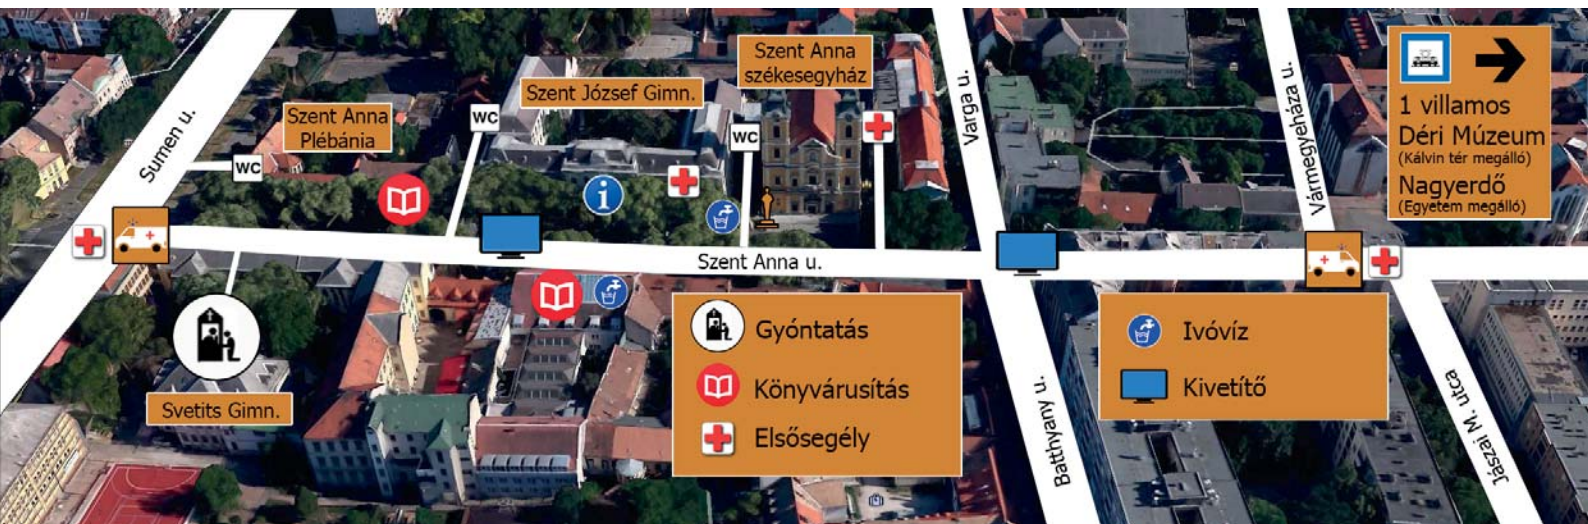 Sumen u.
WC
Szent Anna
Plébánia
WC
Szent József Gimn.
Szent Anna
székesegyház
WC
Varga u.
Vármegyeháza u.
1 villamos
Déri Múzeum
(Kálvin tér megálló)
Nagyerdő
(Egyetem megálló)
i
Szent Anna u.
Svetits Gimn.
Gyóntatás
Könyvárusítás
Elsősegély
Batthyany u.
Ivóvíz
Kivetítő
Jászai M. utca